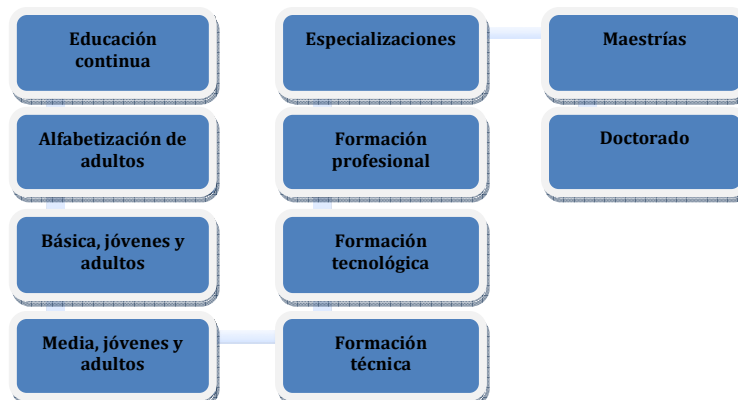 Educación
continua
Alfabetización de
adultos
Básica, jóvenes y
adultos
Media, jóvenes y
adultos
Formación
técnica
Formación
tecnológica
Formación
profesional
Especializaciones
Maestrías
Doctorado